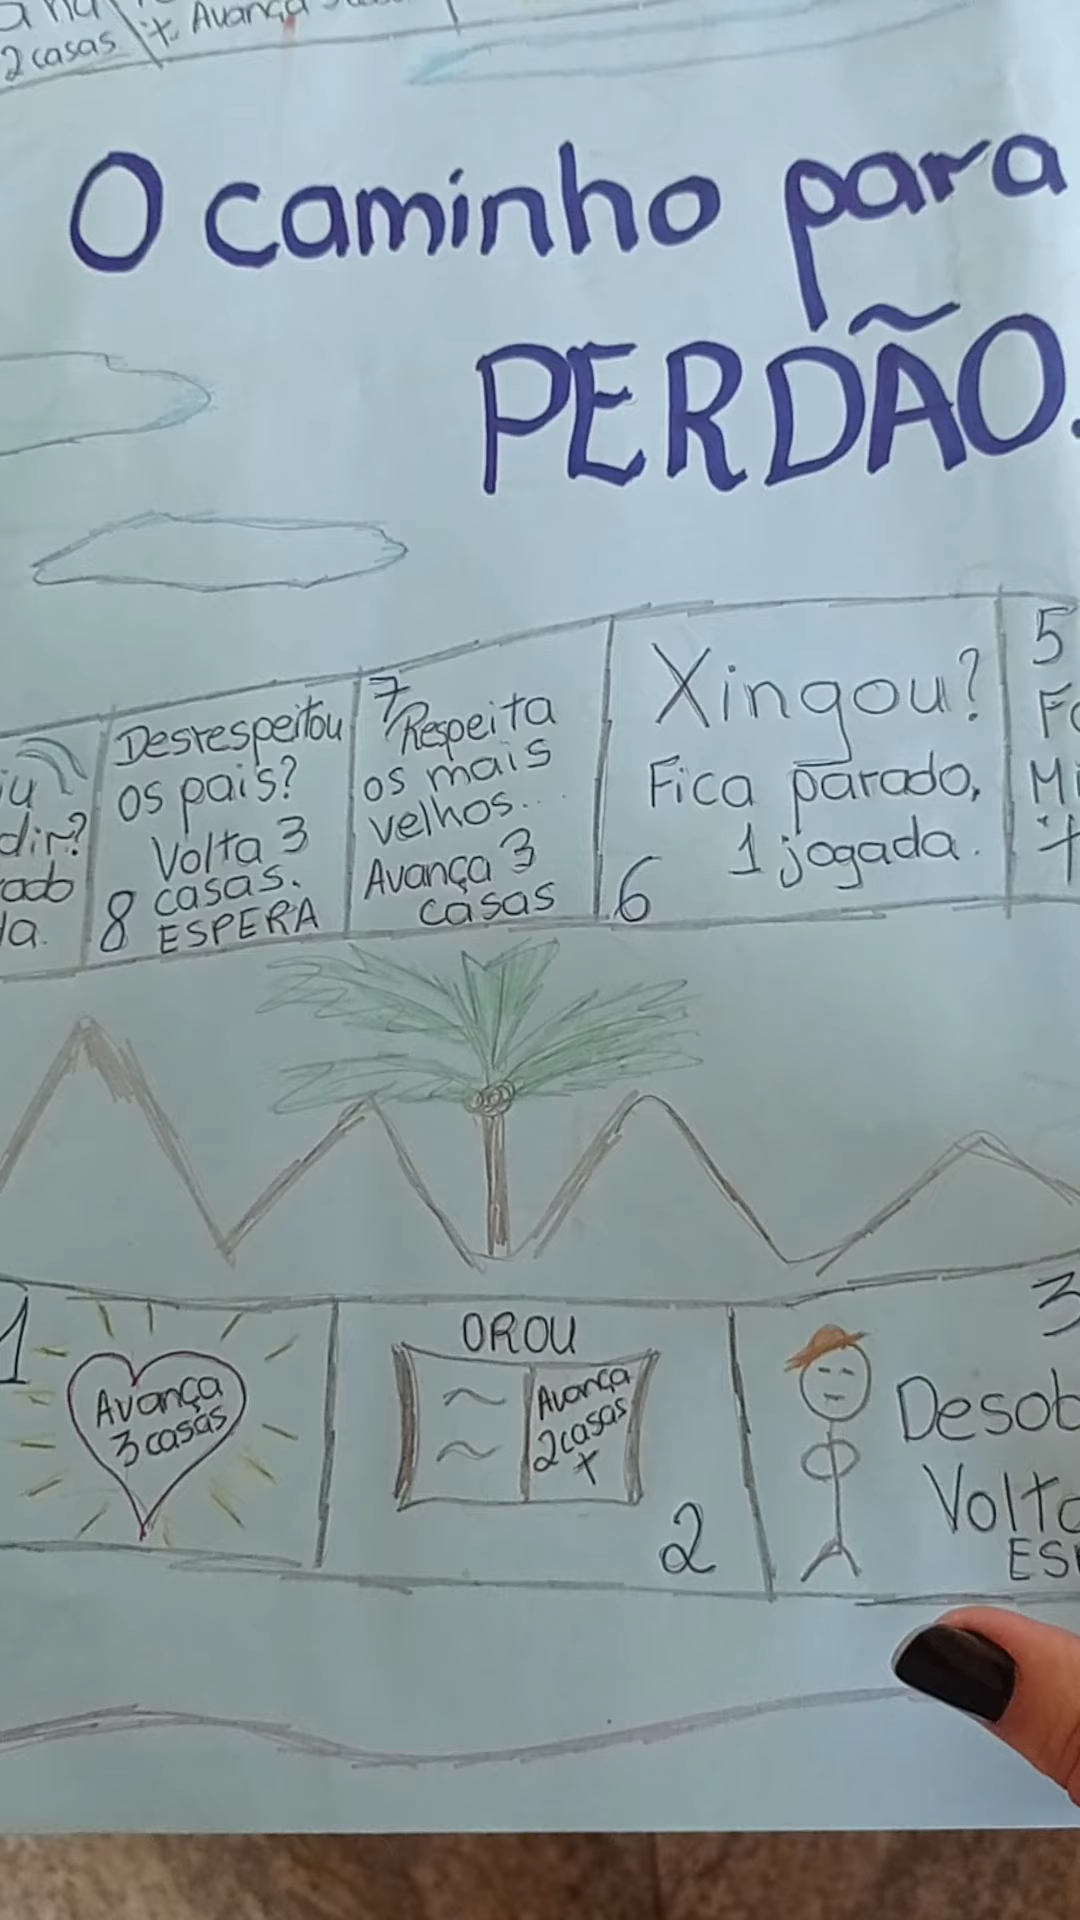 2 casas
Avança
O caminho para
PERDÃO.
Desrespeitou
os pais?
Volta 3
casas.
ESPERA
8
7
Respeita
os mais
velhos...
Avança 3
casas
Xingou?
Fica parado,
1 jogada.
6
5
1
Avança
3 casas
OROU
Avança
2 casas
2
3